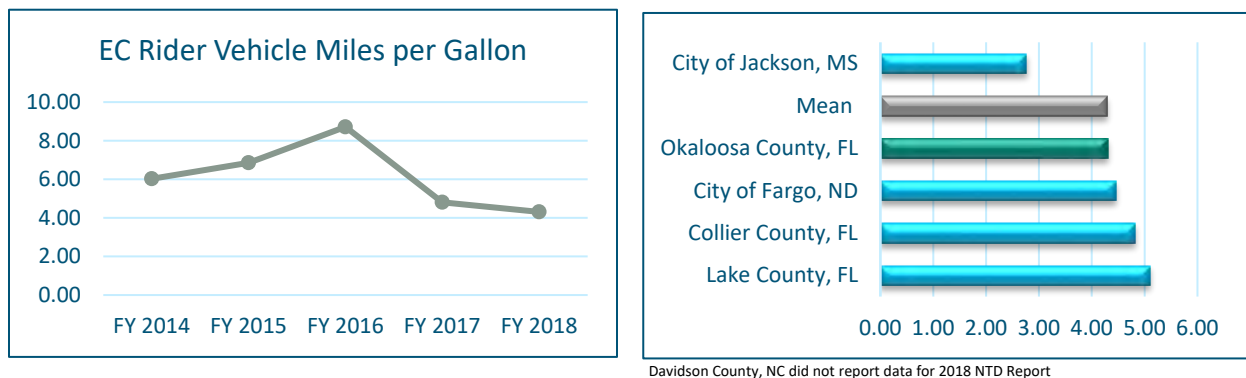 EC Rider Vehicle Miles per Gallon
10.00
8.00
6.00
4.00
2.00
0.00
FY 2014 FY 2015 FY 2016 FY 2017 FY 2018
City of Jackson, MS
Mean
Okaloosa County, FL
City of Fargo, ND
Collier County, FL
Lake County, FL
0.00 1.00 2.00 3.00 4.00 5.00 6.00
Davidson County, NC did not report data for 2018 NTD Report